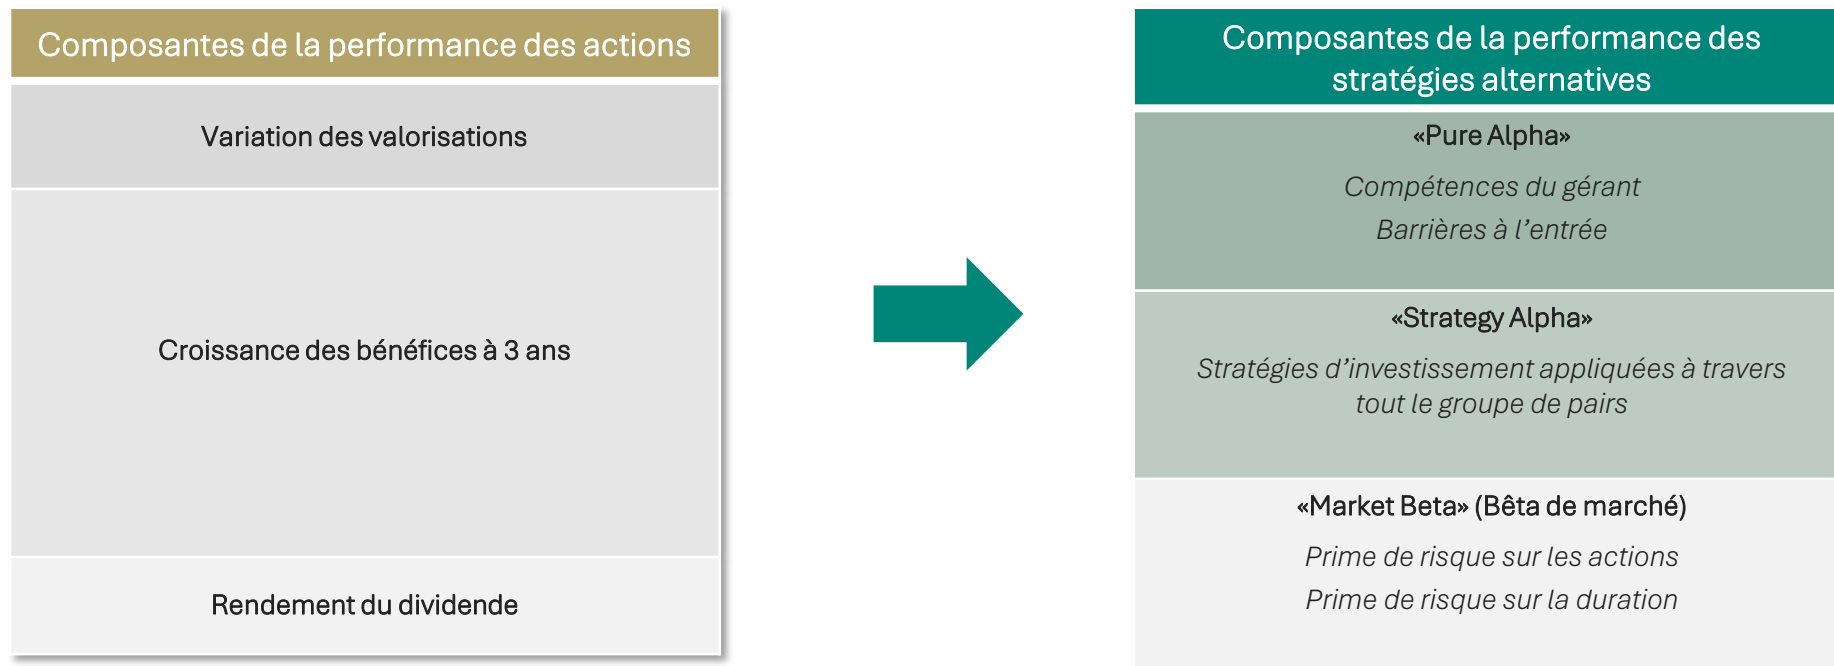 Composantes de la performance des actions
Variation des valorisations
Croissance des bénéfices à 3 ans
Rendement du dividende
Composantes de la performance des
stratégies alternatives
«Pure Alpha»
Compétences du gérant
Barrières à l’entrée
«Strategy Alpha»
Stratégies d’investissement appliquées à travers
tout le groupe de pairs
«Market Beta» (Bêta de marché)
Prime de risque sur les actions
Prime de risque sur la duration